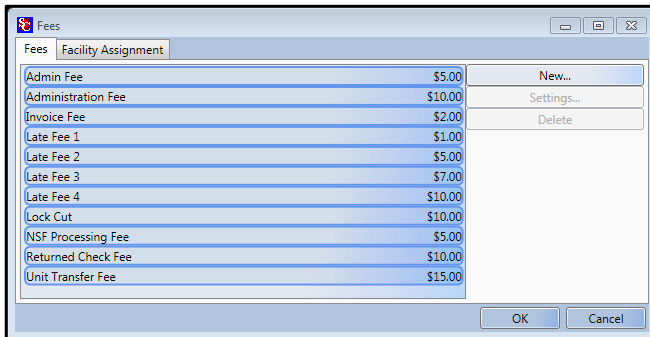 SC Fees
Fees Facility Assignment
Admin Fee $5.00 New...
Administration Fee $10.00 Settings...
Invoice Fee $2.00 Delete
Late Fee 1 $1.00
Late Fee 2 $5.00
Late Fee 3 $7.00
Late Fee 4 $10.00
Lock Cut $10.00
NSF Processing Fee $5.00
Returned Check Fee $10.00
Unit Transfer Fee $15.00
OK Cancel